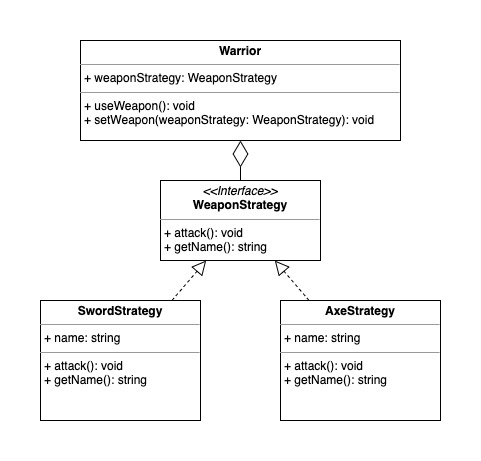 Warrior
+ weaponStrategy: WeaponStrategy
+ useWeapon(): void
+ setWeapon(weaponStrategy: WeaponStrategy): void
<<Interface>>
WeaponStrategy
+ attack(): void
+ getName(): string
SwordStrategy
+ name: string
+ attack(): void
+ getName(): string
AxeStrategy
+ name: string
+ attack(): void
+ getName(): string